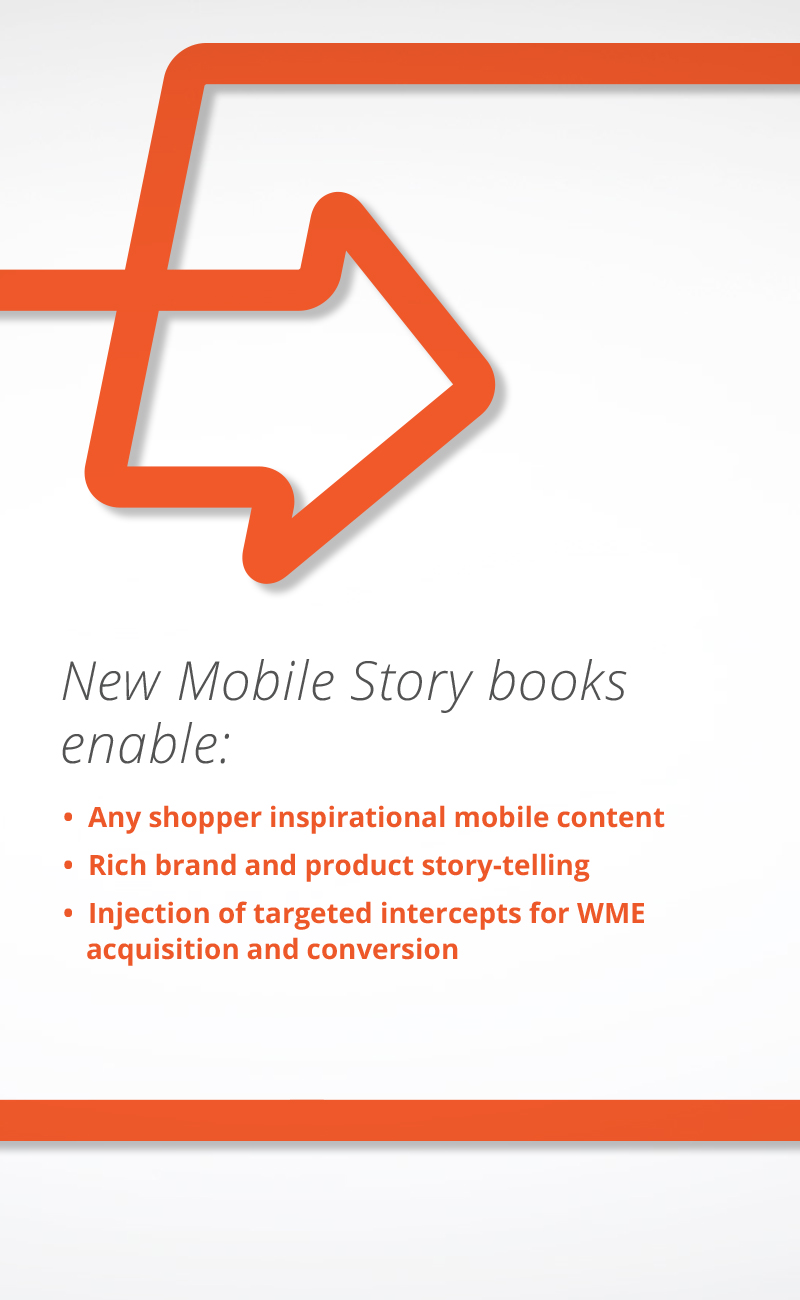 New Mobile Story books
enable:
• Any shopper inspirational mobile content
• Rich brand and product story-telling
• Injection of targeted intercepts for WME
acquisition and conversion